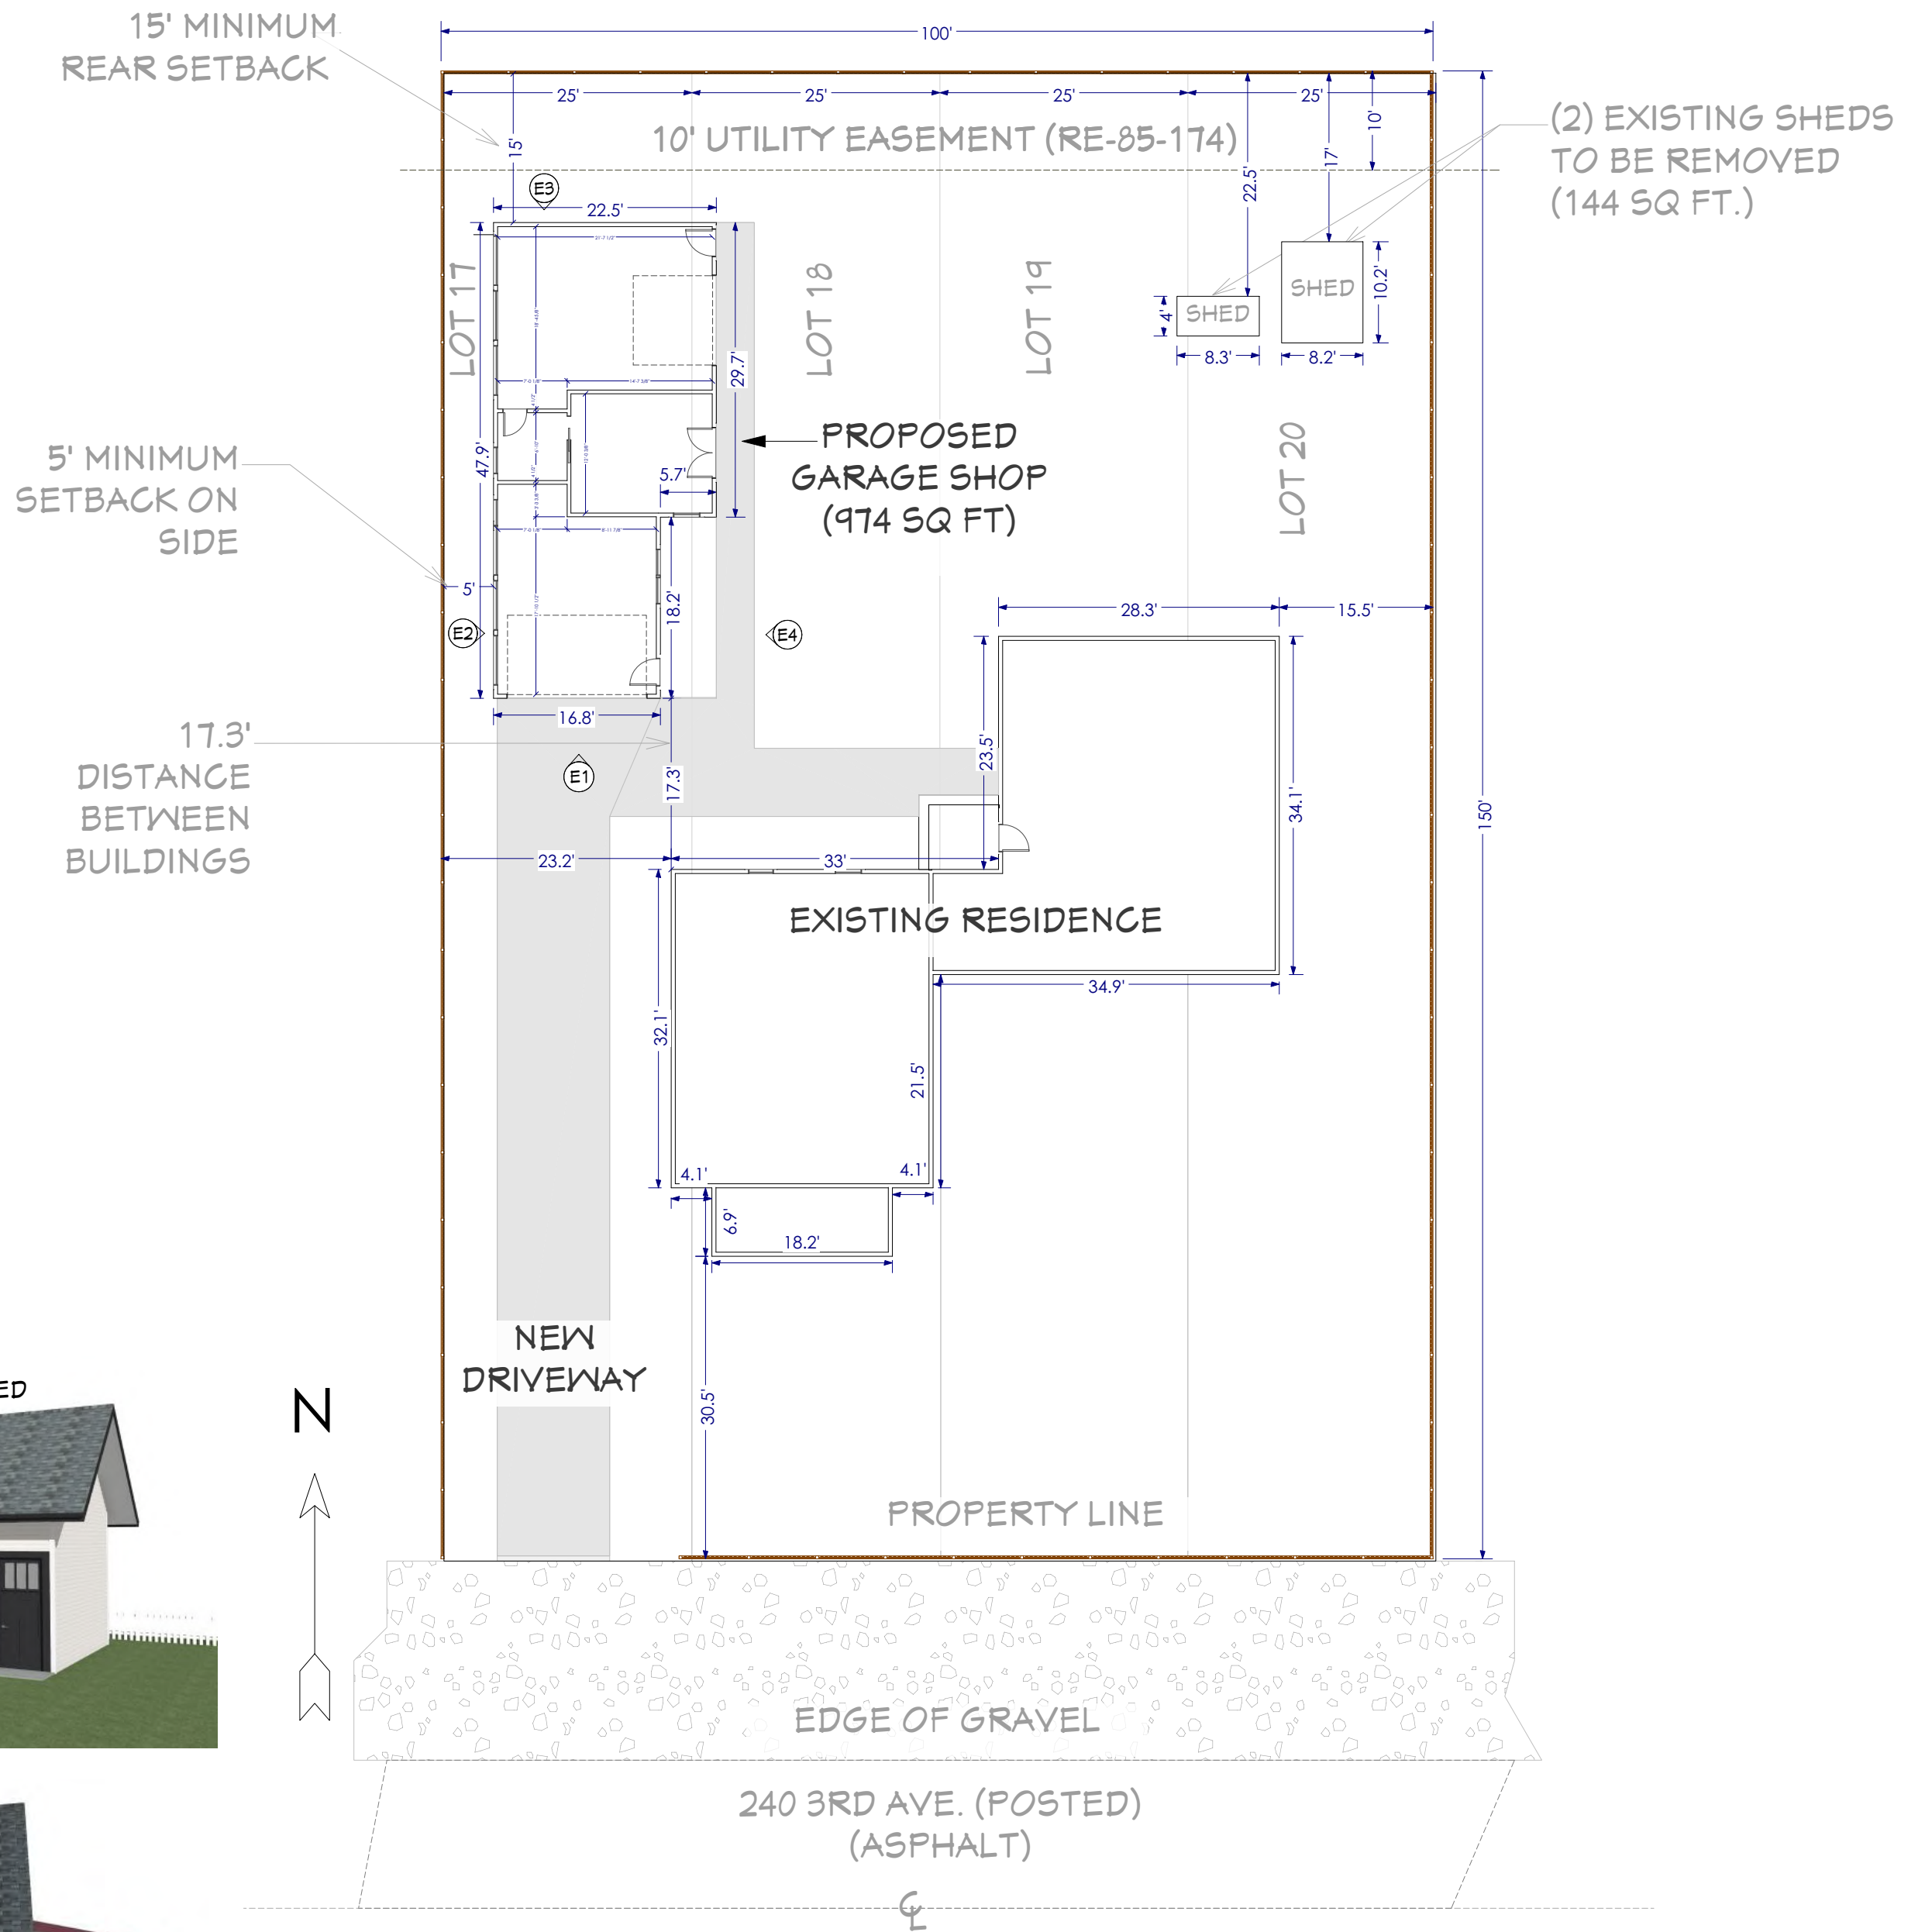 15' MINIMUM
REAR SETBACK
100'
25'
25'
25'
25'
10' UTILITY EASEMENT (RE-85-174)
15'
22.5'
17'
10'
(2) EXISTING SHEDS
TO BE REMOVED
(144 SQ FT.)
E3
22.5'
LOT 17
LOT 18
LOT 19
LOT 20
SHED
4'
8.3'
SHED
10.2'
8.2'
29.7'
47.9'
5.7'
PROPOSED
GARAGE SHOP
(974 SQ FT)
5' MINIMUM
SETBACK ON
SIDE
5'
E2
18.2'
E4
16.8'
E1
17.3'
DISTANCE
BETWEEN
BUILDINGS
17.3'
28.3'
15.5'
23.5'
34.1'
150'
23.2'
33'
EXISTING RESIDENCE
34.9'
32.1'
21.5'
4.1'
4.1'
6.9'
18.2'
30.5'
NEW
DRIVEWAY
ED
N
PROPERTY LINE
EDGE OF GRAVEL
240 3RD AVE. (POSTED)
(ASPHALT)